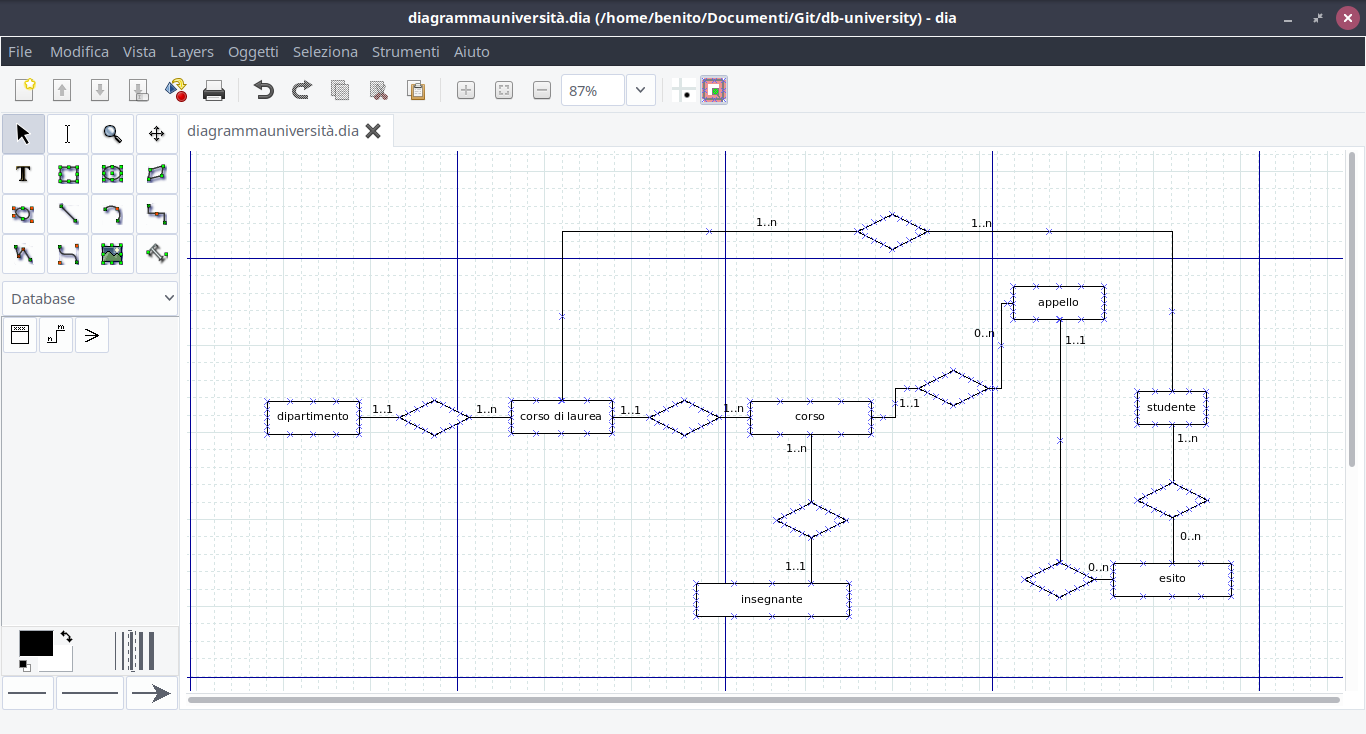 diagrammauniversità.dia (/home/benito/Documenti/Git/db-university) - dia
File Modifica Vista Layers Oggetti Seleziona Strumenti Aiuto
87%
diagrammauniversità.dia
T
Database
m
n
1..n 1..n
appello
0..n
1..1
dipartimento 1..1 1..n corso di laurea 1..1 1..n corso 1..1 studente
1..n 1..n
0..n
1..1 0..n
insegnante esito